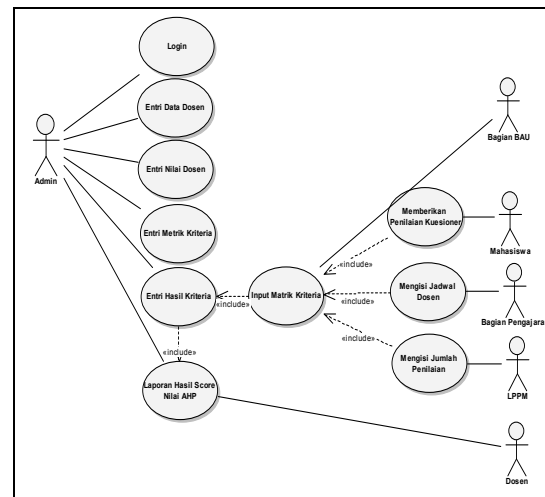 Login
Entri Data Dosen
Entri Nilai Dosen
Entri Metrik Kriteria
Entri Hasil Kriteria
Laporan Hasil Score
Nilai AHP
Admin
Input Matrik Kriteria
«include»
«include»
«include»
«include»
«include»
Memberikan
Penilaian Kuesioner
Mengisi Jadwal
Dosen
Mengisi Jumlah
Penilaian
Bagian BAU
Mahasiswa
Bagian Pengajara
LPPM
Dosen